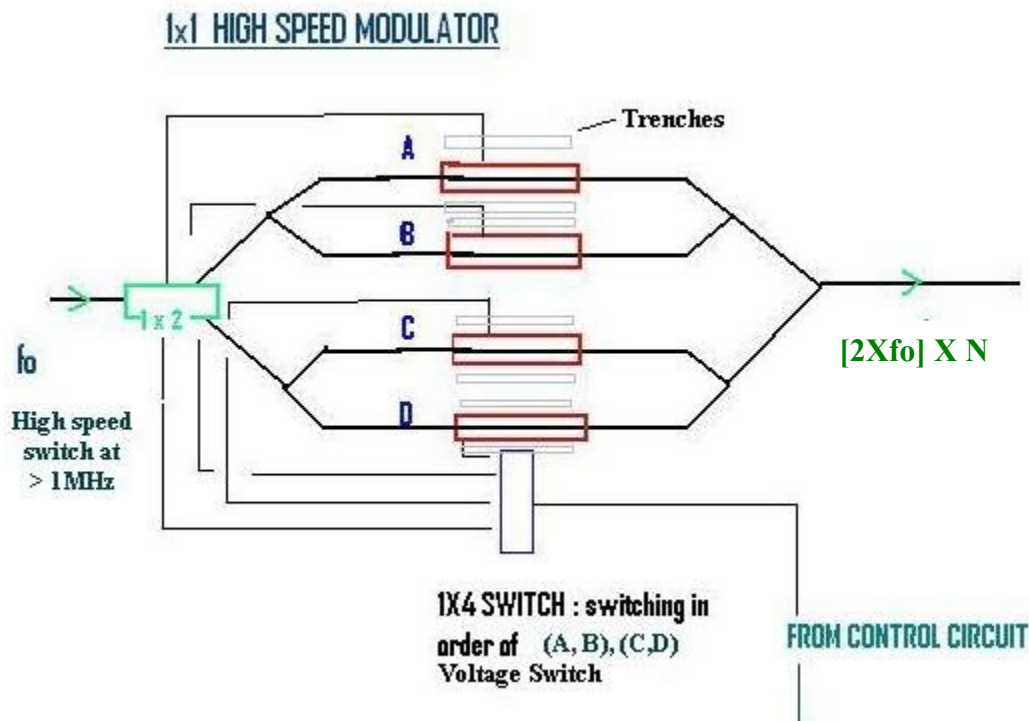 1x1 HIGH SPEED MODULATOR
Trenches
A
B
1 x 2
C
fo
[2Xfo] X N
D
High speed
switch at
> 1MHz
1X4 SWITCH : switching in
order of (A, B), (C,D)
Voltage Switch
FROM CONTROL CIRCUIT